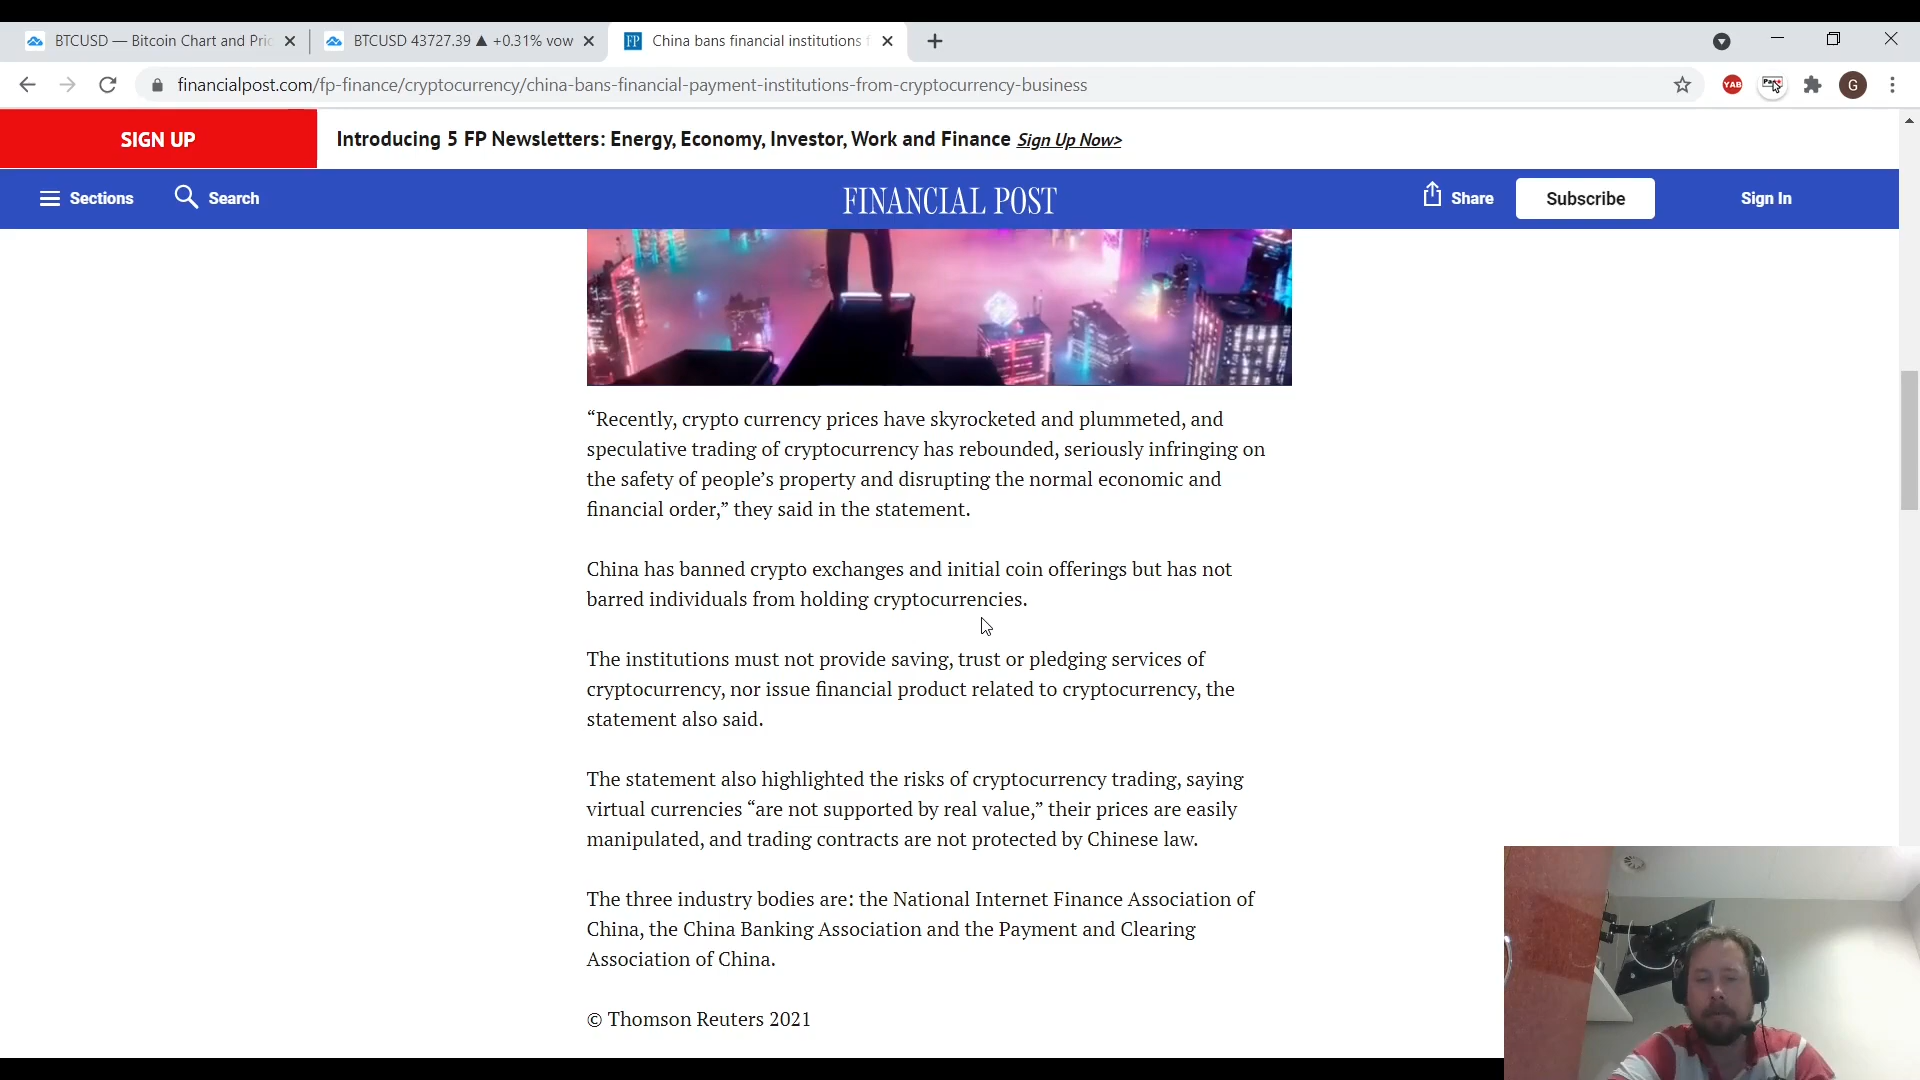 BTCUSD — Bitcoin Chart and Pric
BTCUSD 43727.39 ▲ +0.31% vow
FP
China bans financial institutions f
financialpost.com/fp-finance/cryptocurrency/china-bans-financial-payment-institutions-from-cryptocurrency-business
YAB
G
SIGN UP
Introducing 5 FP Newsletters: Energy, Economy, Investor, Work and Finance Sign Up Now>
Sections
Search
FINANCIAL POST
Share
Subscribe
Sign In
“Recently, crypto currency prices have skyrocketed and plummeted, and
speculative trading of cryptocurrency has rebounded, seriously infringing on
the safety of people’s property and disrupting the normal economic and
financial order,” they said in the statement.
China has banned crypto exchanges and initial coin offerings but has not
barred individuals from holding cryptocurrencies.
The institutions must not provide saving, trust or pledging services of
cryptocurrency, nor issue financial product related to cryptocurrency, the
statement also said.
The statement also highlighted the risks of cryptocurrency trading, saying
virtual currencies “are not supported by real value,” their prices are easily
manipulated, and trading contracts are not protected by Chinese law.
The three industry bodies are: the National Internet Finance Association of
China, the China Banking Association and the Payment and Clearing
Association of China.
© Thomson Reuters 2021